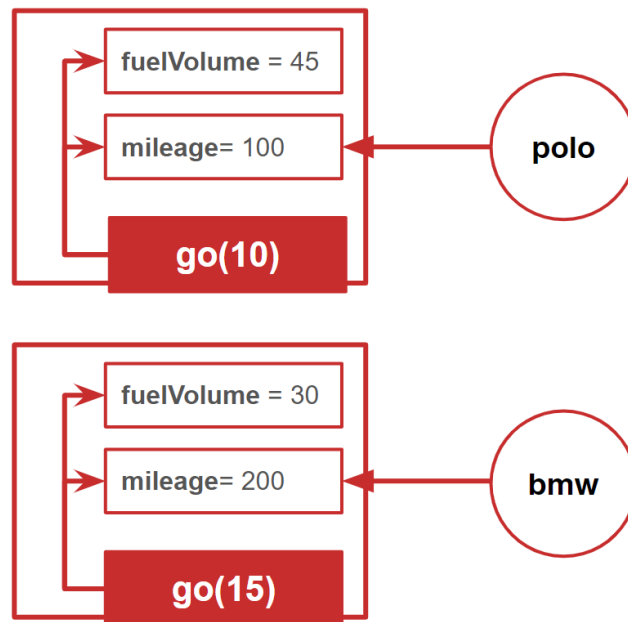 fuelVolume = 45
mileage= 100
polo
go(10)
fuelVolume = 30
mileage= 200
bmw
go(15)